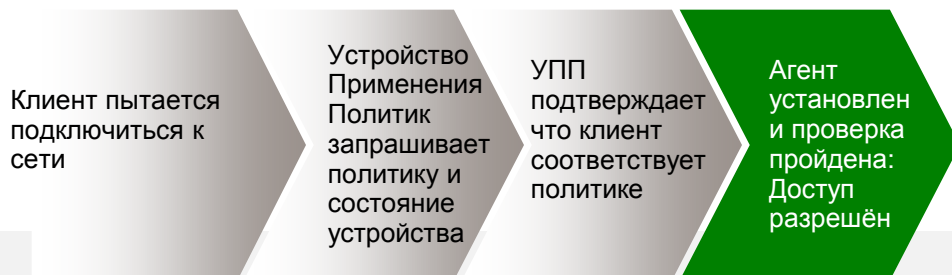 Клиент пытается
подключиться к
сети
Устройство
Применения
Политик
запрашивает
политику и
состояние
устройства
УПП
подтверждает
что клиент
соответствует
политике
Агент
установлен
и проверка
пройдена:
Доступ
разрешён